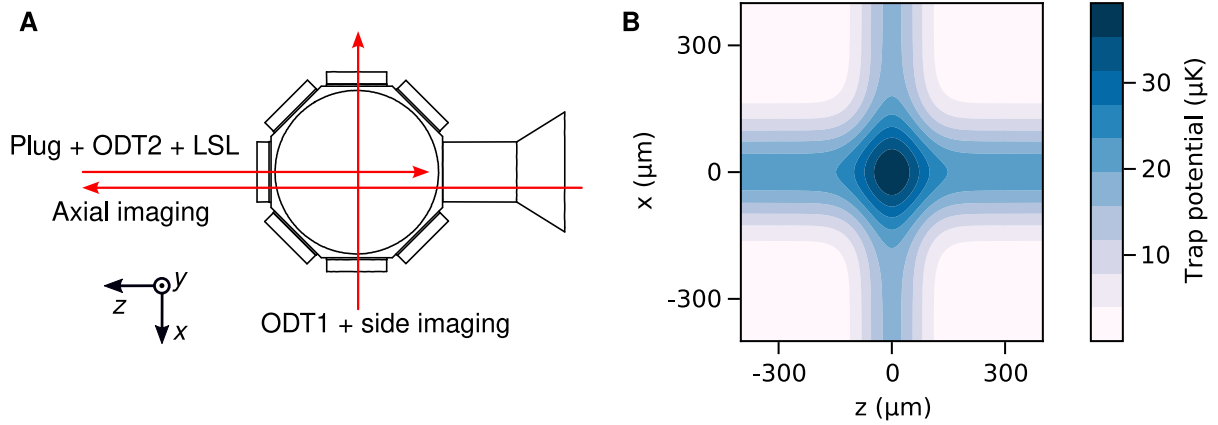 A
Plug + ODT2 + LSL
Axial imaging
y
z
x
ODT1 + side imaging
B
300
0
-300
x (µm)
-300
0
300
z (µm)
30
20
10
Trap potential (µK)